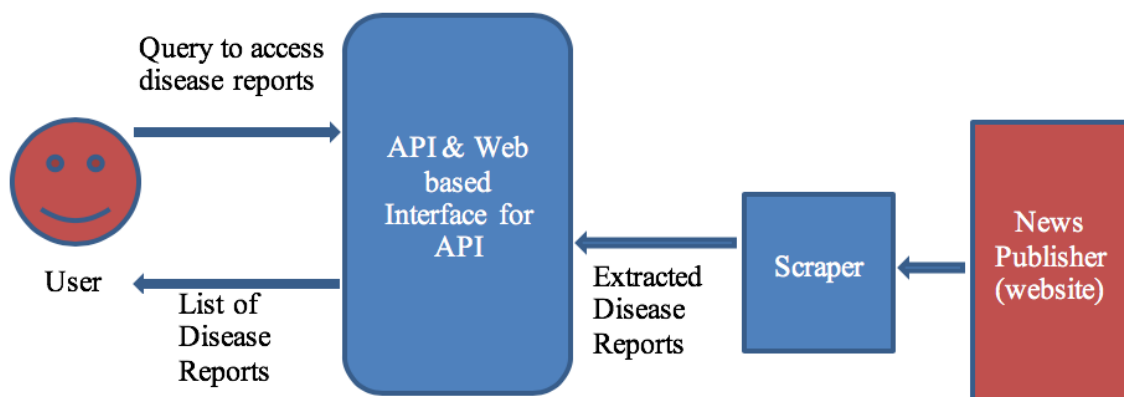 Query to access
disease reports
User
List of
Disease
Reports
API & Web
based
Interface for
API
Extracted
Disease
Reports
Scraper
News
Publisher
(website)